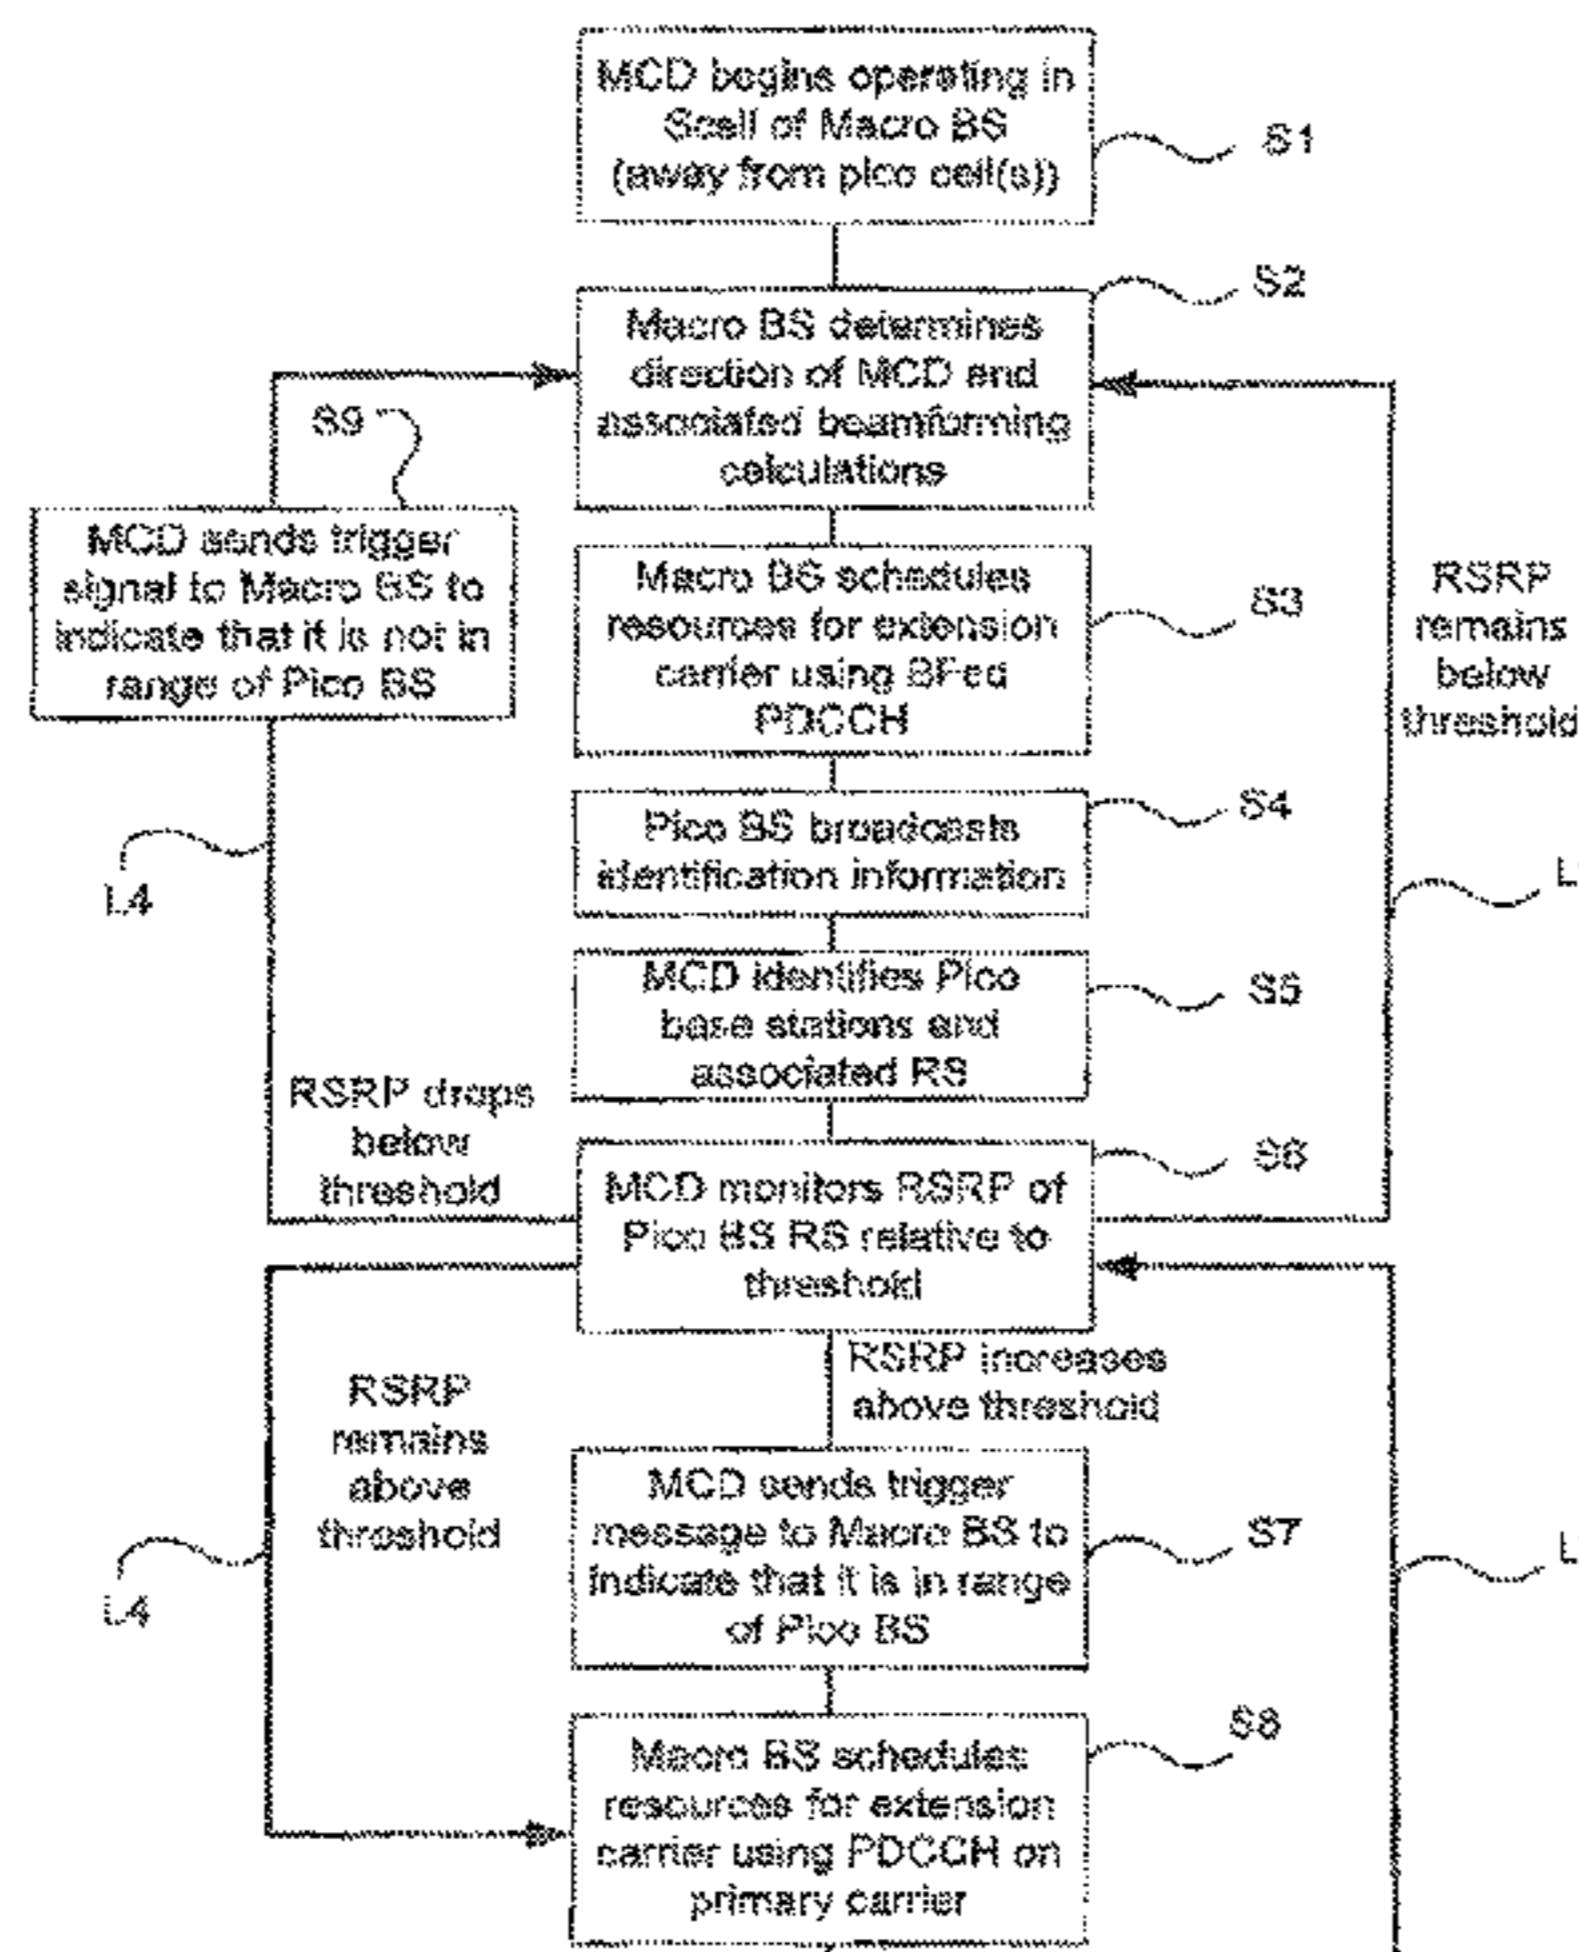 MCD begins operating in
Scell of Macro BS
(away from pico cell(s))
S1
S2
Macro BS determines
direction of MCD and
associated beamforming
calculations
S9
MCD sends trigger
signal to Macro BS to
indicate that it is not in
range of Pico BS
Macro BS schedules
resources for extension
carrier using BFed
PDCCH
S3
RSRP
remains
below
threshold
Pico BS broadcasts
identification information
S4
L4
MCD identifies Pico
base stations and
associated RS
S5
RSRP drops
below
threshold
MCD monitors RSRP of
Pico BS RS relative to
threshold
S6
RSRP increases
above threshold
RSRP
remains
above
threshold
MCD sends trigger
message to Macro BS to
indicate that it is in range
of Pico BS
S7
L4
Macro BS schedules
resources for extension
carrier using PDCCH on
primary carrier
S8